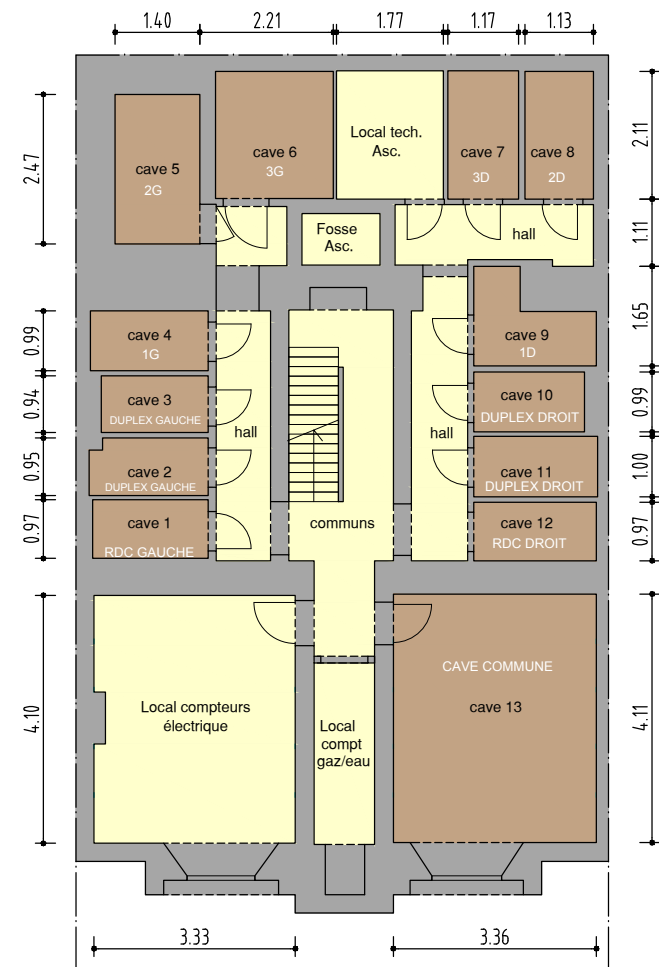 1.40
2.21
1.77
1.17
1.13
2.47
cave 5
2G
cave 6
3G
Local tech.
Asc.
cave 7
3D
cave 8
2D
2.11
Fosse
Asc.
hall
1.11
0.99
cave 4
1G
cave 9
1D
1.65
0.94
cave 3
DUPLEX GAUCHE
cave 10
DUPLEX DROIT
0.99
hall
hall
0.95
cave 2
DUPLEX GAUCHE
cave 11
DUPLEX DROIT
1.00
0.97
cave 1
RDC GAUCHE
communs
cave 12
RDC DROIT
0.97
4.10
Local compteurs
électrique
Local
compt
gaz/eau
CAVE COMMUNE
cave 13
4.11
3.33
3.36